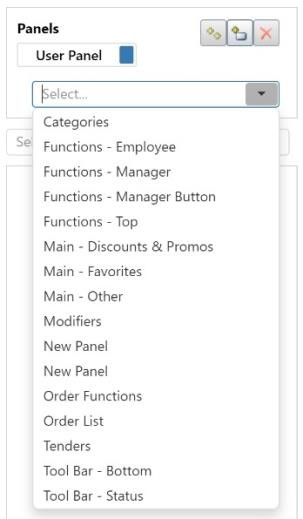 Panels
User Panel
Select...
Se
Categories
Functions - Employee
Functions - Manager
Functions - Manager Button
Functions - Top
Main - Discounts & Promos
Main - Favorites
Main - Other
Modifiers
New Panel
New Panel
Order Functions
Order List
Tenders
Tool Bar - Bottom
Tool Bar - Status